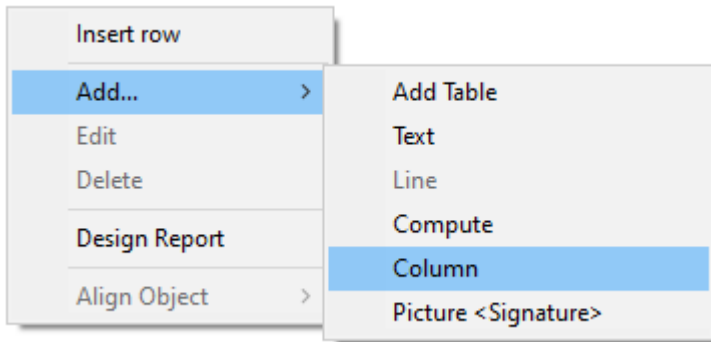 Insert row
Add...
Edit
Delete
Design Report
Align Object
Add Table
Text
Line
Compute
Column
Picture <Signature>